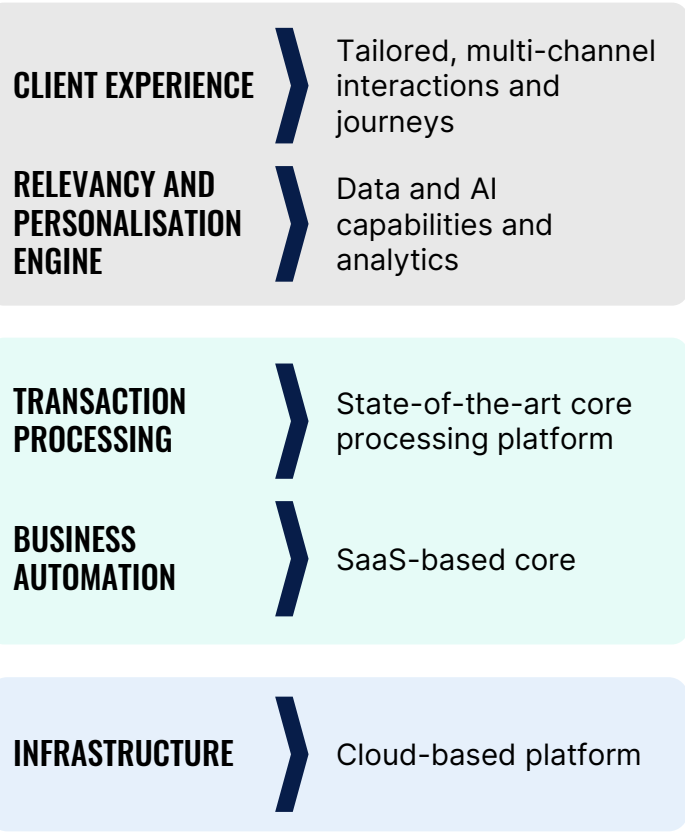 CLIENT EXPERIENCE
Tailored, multi-channel
interactions and
journeys
RELEVANCY AND
PERSONALISATION
ENGINE
Data and AI
capabilities and
analytics
TRANSACTION
PROCESSING
State-of-the-art core
processing platform
BUSINESS
AUTOMATION
SaaS-based core
INFRASTRUCTURE
Cloud-based platform